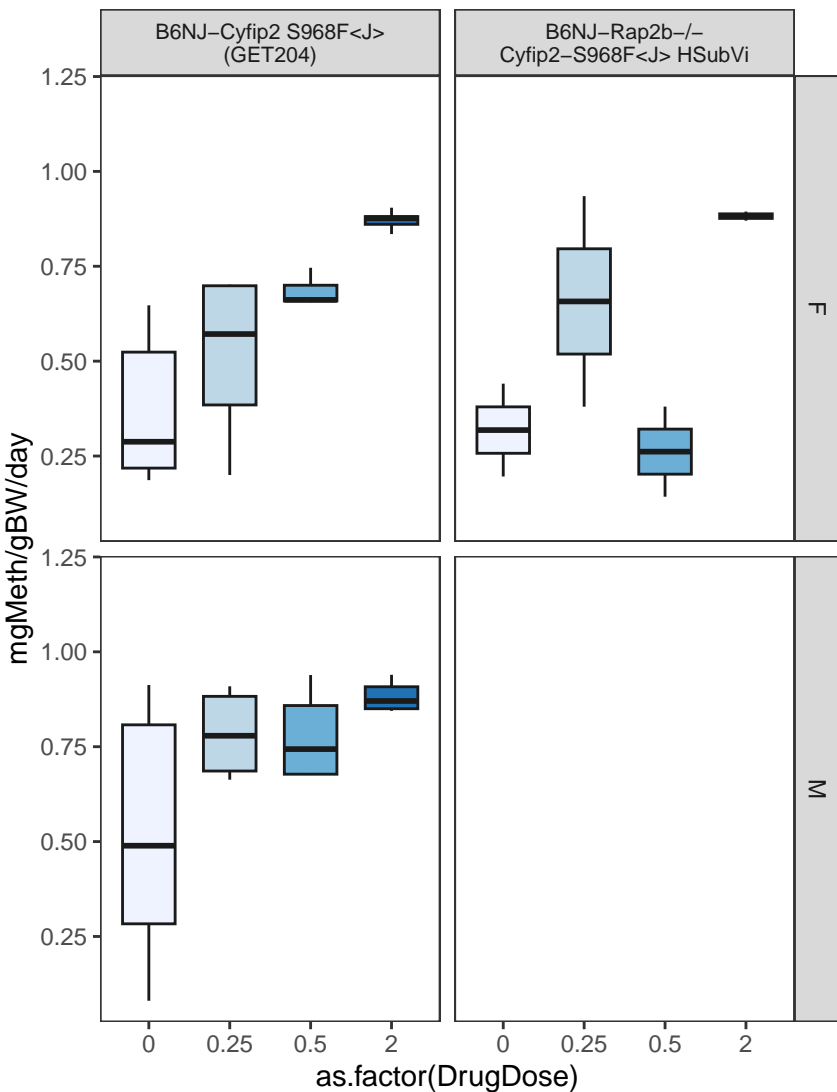 B6NJ−Cyfip2 S968F<J>
(GET204)
B6NJ−Rap2b−/−
Cyfip2−S968F<J> HSubVi
1.25
1.00
0.75
0.50
0.25
F
mgMeth/gBW/day
1.25
1.00
0.75
0.50
0.25
M
0 0.25 0.5 2
0 0.25 0.5 2
as.factor(DrugDose)